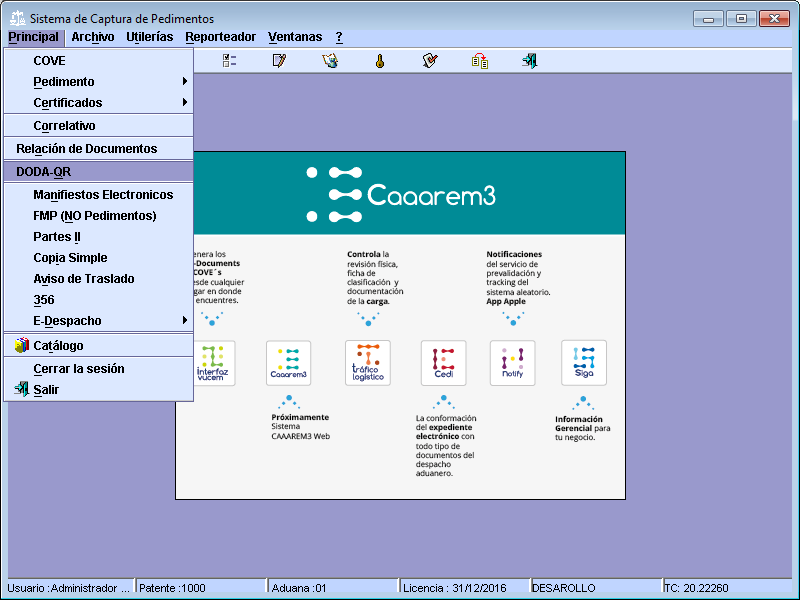 Sistema de Captura de Pedimentos
Principal Archivo Utilerías Reporteador Ventanas ?
COVE
Pedimento
Certificados
Correlativo
Relación de Documentos
DODA-QR
Manifiestos Electronicos
FMP (NO Pedimentos)
Partes II
Copia Simple
Aviso de Traslado
356
E-Despacho
Catálogo
Cerrar la sesión
Salir
Caaarem3
enera los
-Documents
COVE´s
esde cualquier
gar en donde
encuentres.
Controla la
revisión física,
ficha de
clasificación y
documentación
de la carga.
Notificaciones
del servicio de
prevalidación y
tracking del
sistema aleatorio.
App Apple
Interfaz
vucem
Caaarem3
tráfico
logístico
Cedi
Notify
Siga
Próximamente
Sistema
CAAAREM3 Web
La conformación
del expediente
electrónico con
todo tipo de
documentos del
despacho
aduanero.
Información
Gerencial para
tu negocio.
Usuario :Administrador ... Patente :1000 Aduana :01 Licencia : 31/12/2016 DESAROLLO TC: 20.22260